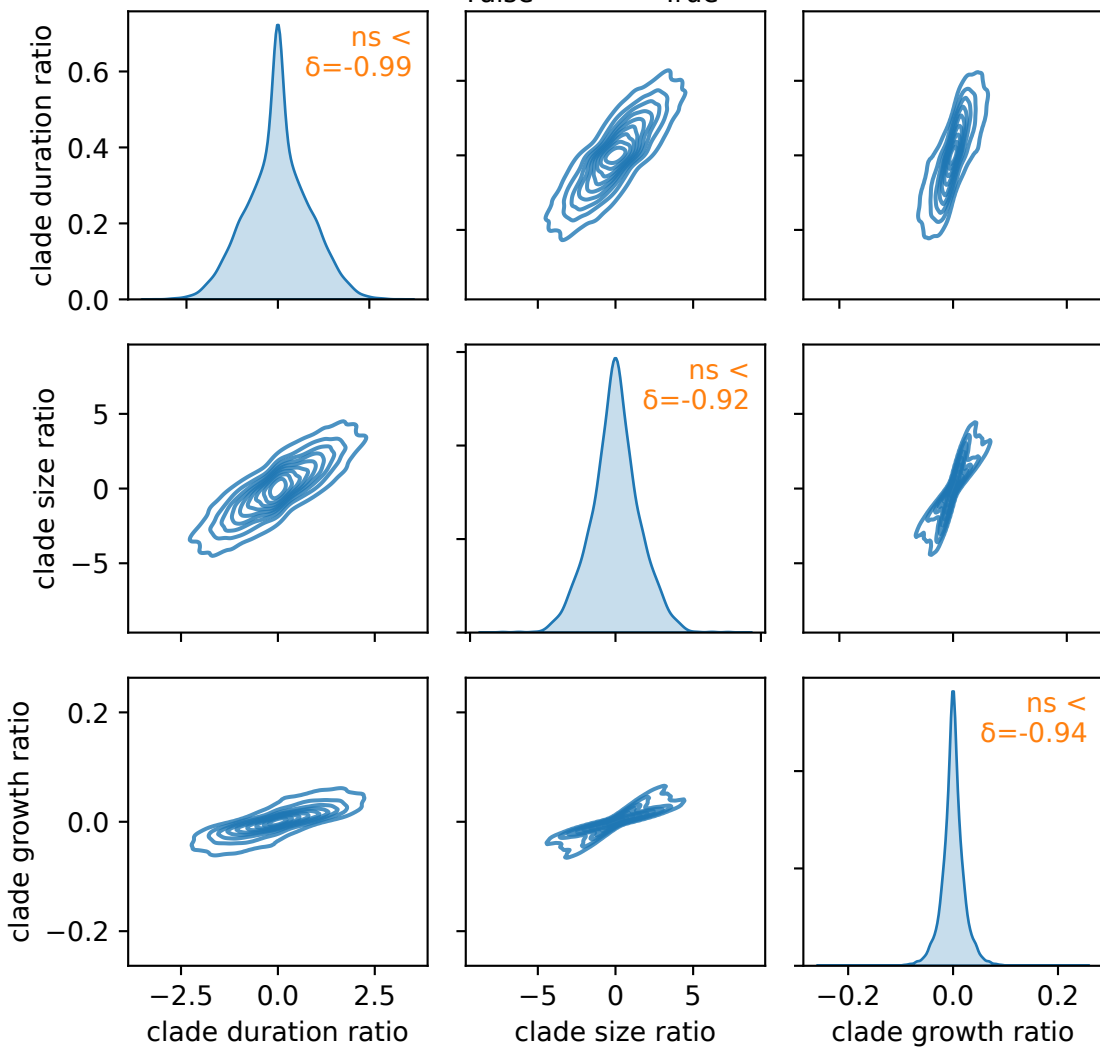 True
clade duration ratio
0.6
0.4
0.2
0.0
ns <
δ=-0.99
clade size ratio
5
0
−5
ns <
δ=-0.92
clade growth ratio
0.2
0.0
−0.2
ns <
δ=-0.94
−2.5 0.0 2.5
−5 0 5
−0.2 0.0 0.2
clade duration ratio
clade size ratio
clade growth ratio